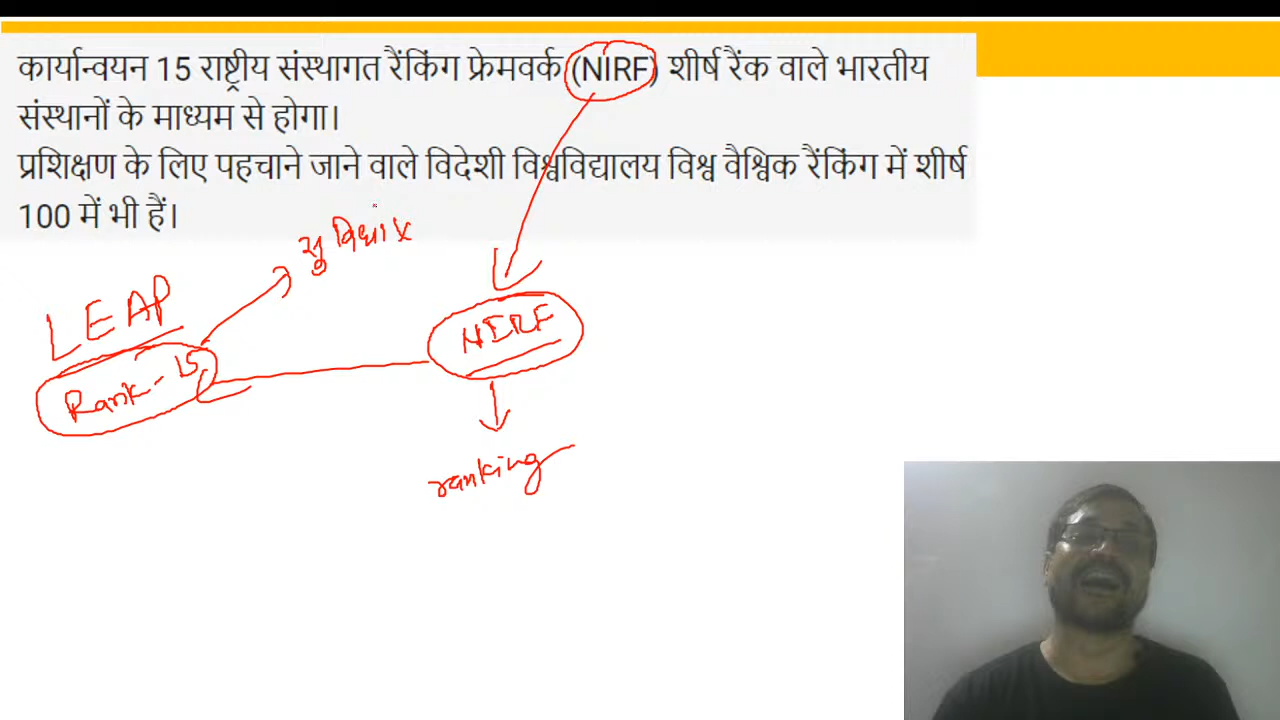 कार्यान्वयन 15 राष्ट्रीय संस्थागत रैंकिंग फ्रेमवर्क (NIRF) शीर्ष रैंक वाले भारतीय
संस्थानों के माध्यम से होगा।
प्रशिक्षण के लिए पहचाने जाने वाले विदेशी विश्वविद्यालय विश्व वैश्विक रैंकिंग में शीर्ष
100 में भी हैं।
सुविधा
LEAP
NIRF
Rank-15
ranking